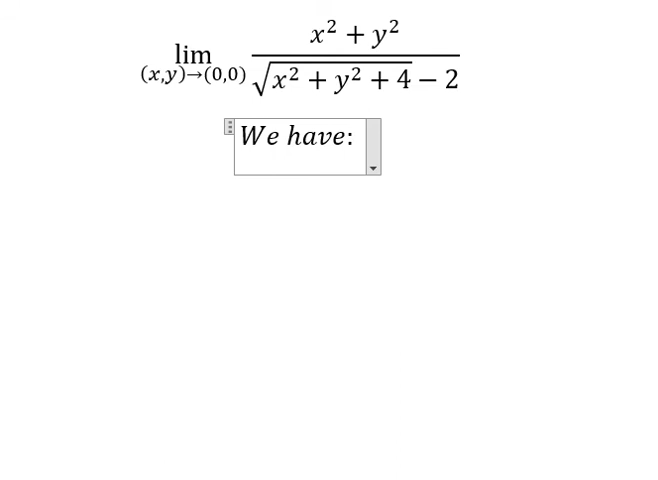 lim (x,y)→(0,0) x² + y² / √x² + y² + 4 − 2
We have: